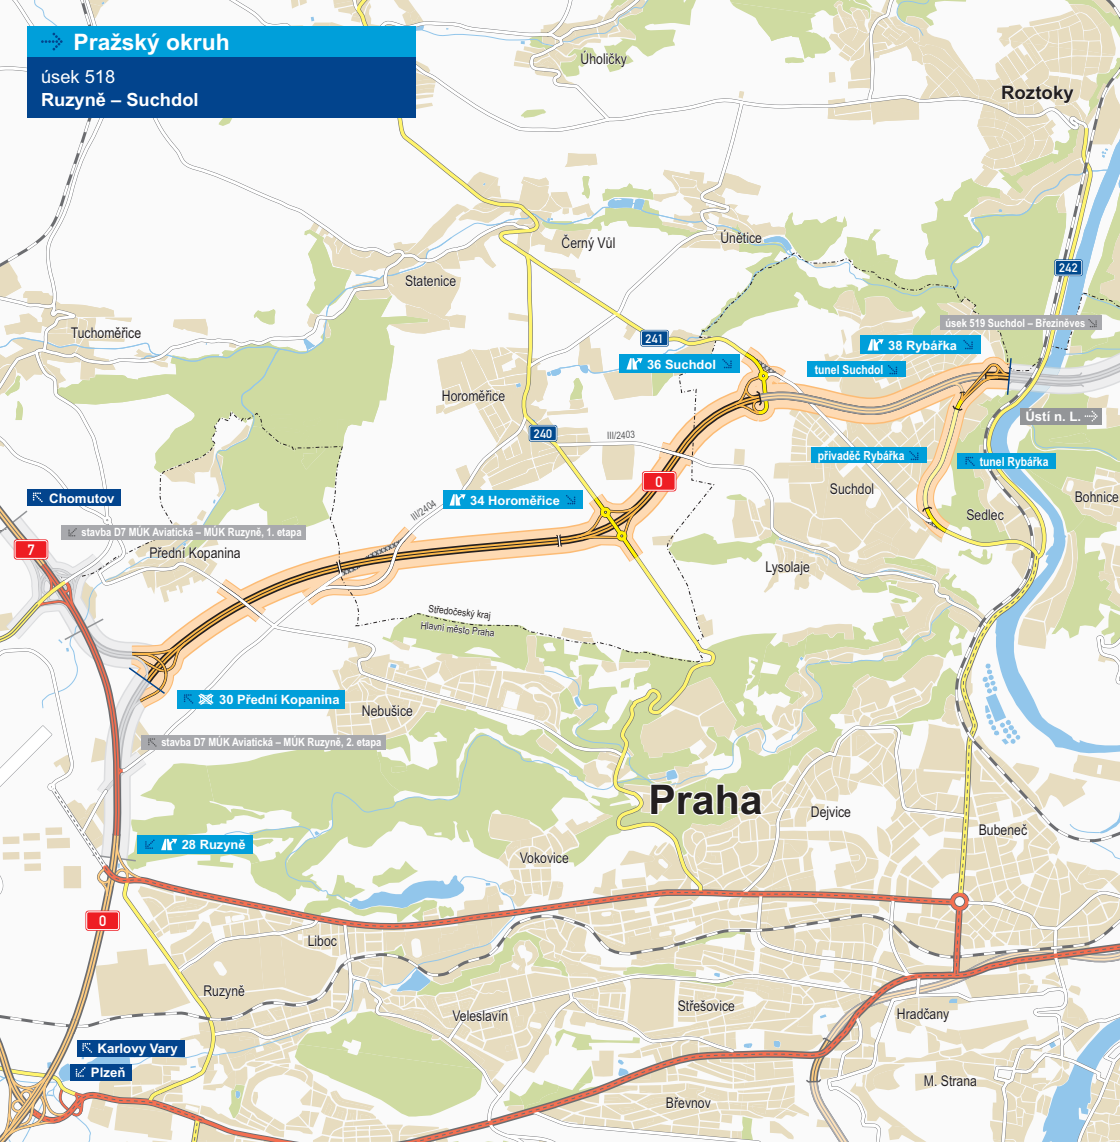 Pražský okruh
úsek 518
Ruzyně – Suchdol
Úholičky
Roztoky
Černý Vůl
Únětice
242
Statenice
úsek 519 Suchdol – Březiněves
Tuchoměřice
241
38 Rybářka
36 Suchdol
tunel Suchdol
Horoměřice
Ústí n. L.
240
III/2403
přivaděč Rybářka
tunel Rybářka
0
Suchdol
Chomutov
34 Horoměřice
Bohnice
III/2404
Sedlec
stavba D7 MÚK Aviatická – MÚK Ruzyně, 1. etapa
7
Přední Kopanina
Lysolaje
Středočeský kraj
Hlavní město Praha
30 Přední Kopanina
Nebušice
stavba D7 MÚK Aviatická – MÚK Ruzyně, 2. etapa
Praha
Dejvice
Bubeneč
28 Ruzyně
Vokovice
0
Liboc
Ruzyně
Střešovice
Veleslavín
Hradčany
Karlovy Vary
Plzeň
M. Strana
Břevnov